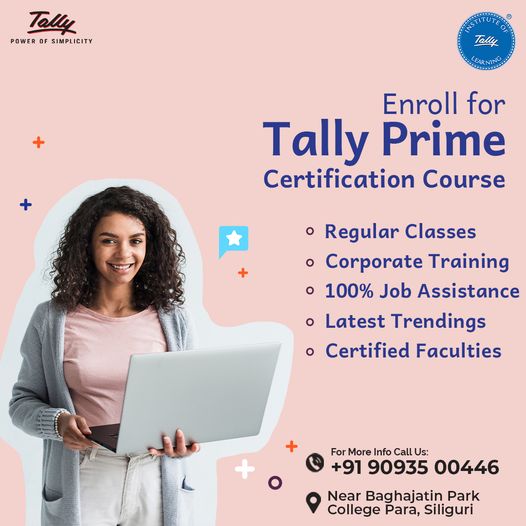 Tally
POWER OF SIMPLICITY
INSTITUTE OF
Tally
LEARNING
Enroll for
Tally Prime
Certification Course
Regular Classes
Corporate Training
100% Job Assistance
Latest Trendings
Certified Faculties
For More Info Call Us:
+91 90935 00446
Near Baghajatin Park
College Para, Siliguri